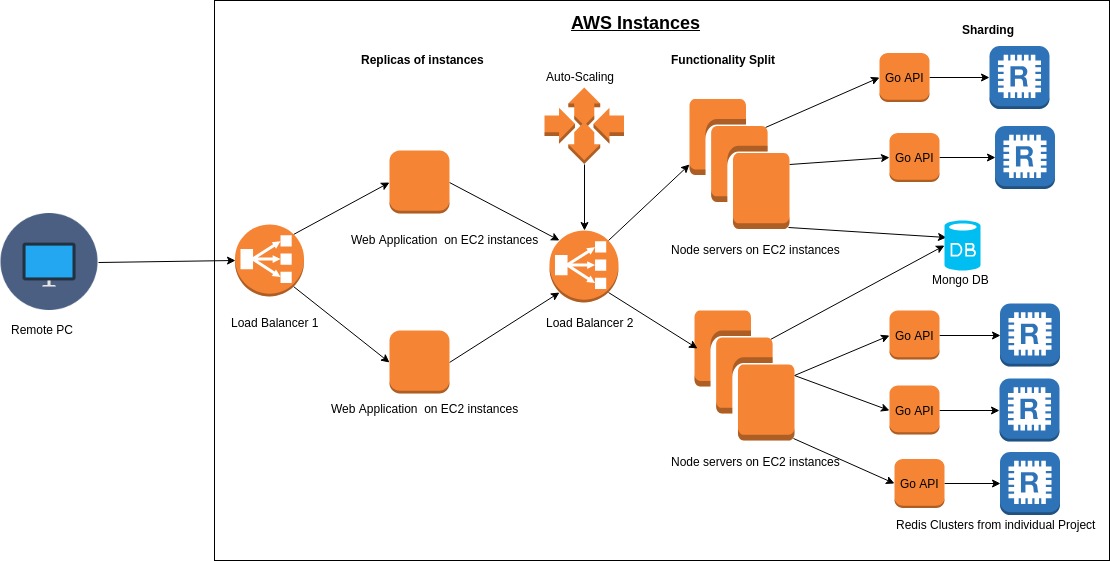 AWS Instances
Sharding
Replicas of instances
Functionality Split
Auto-Scaling
Go API
R
Go API
R
Web Application  on EC2 instances
Node servers on EC2 instances
DB
Mongo DB
Remote PC
Load Balancer 1
Load Balancer 2
Go API
R
Web Application  on EC2 instances
Go API
R
Node servers on EC2 instances
Go API
R
Redis Clusters from individual Project